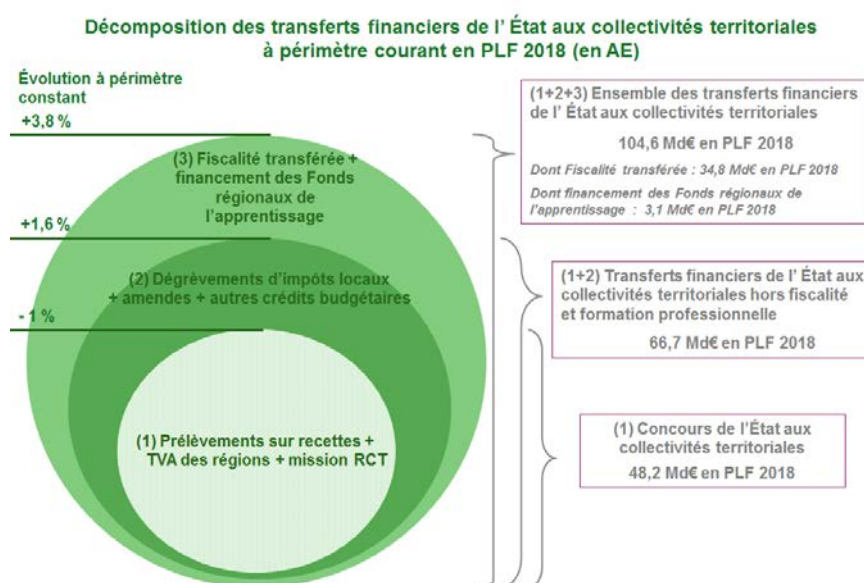 Décomposition des transferts financiers de l' État aux collectivités territoriales
à périmètre courant en PLF 2018 (en AE)
Évolution à périmètre
constant
+3,8 %
(3) Fiscalité transférée +
financement des Fonds
régionaux de
l'apprentissage
+1,6 %
(2) Dégrèvements d'impôts locaux
+ amendes + autres crédits budgétaires
- 1 %
(1) Prélèvements sur recettes +
TVA des régions + mission RCT
(1+2+3) Ensemble des transferts financiers
de l' État aux collectivités territoriales
104,6 Md€ en PLF 2018
Dont Fiscalité transférée : 34,8 Md€ en PLF 2018
Dont financement des Fonds régionaux de
l'apprentissage : 3,1 Md€ en PLF 2018
(1+2) Transferts financiers de l' État aux
collectivités territoriales hors fiscalité
et formation professionnelle
66,7 Md€ en PLF 2018
(1) Concours de l'État aux
collectivités territoriales
48,2 Md€ en PLF 2018